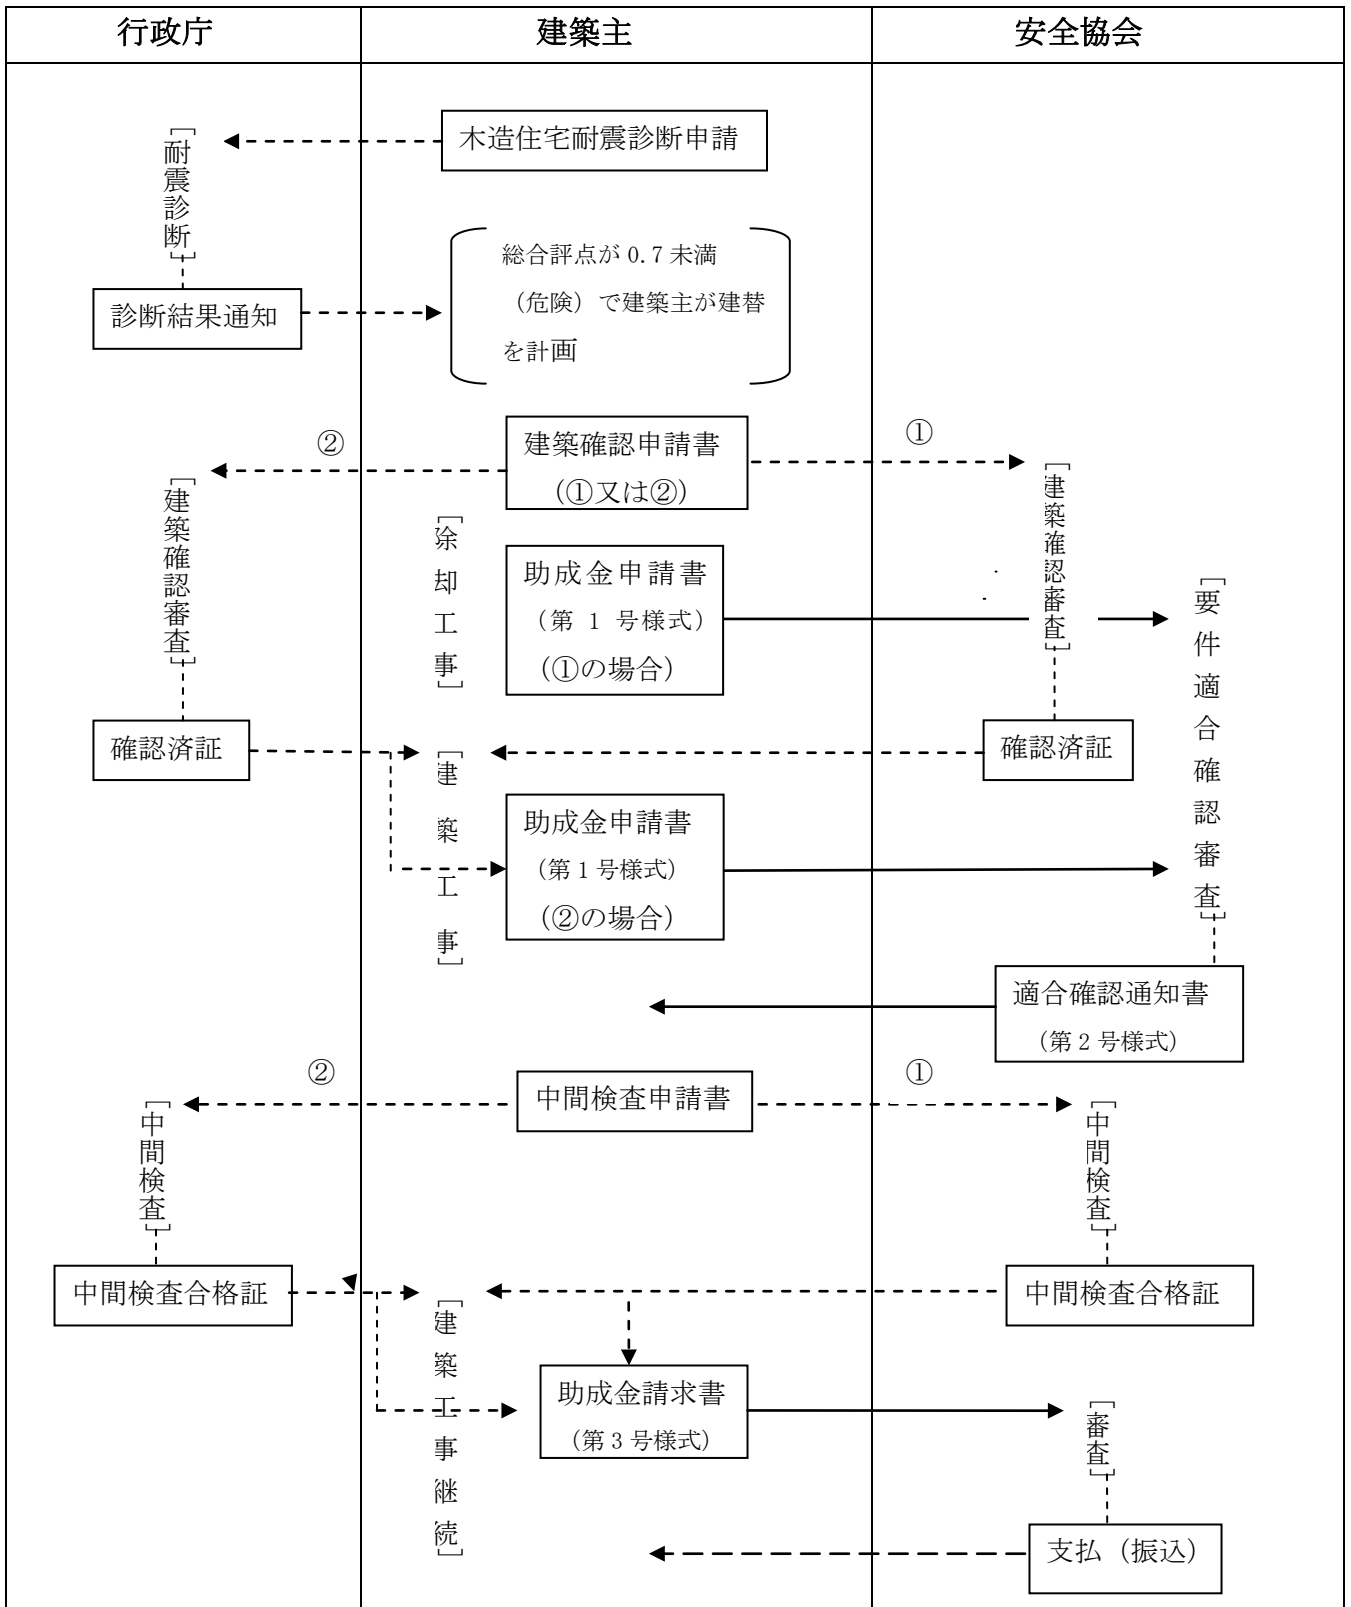 行政庁
建築主
安全協会
木造住宅耐震診断申請
[耐震診断]
総合評点が 0.7 未満
（危険）で建築主が建替
を計画
診断結果通知
②
建築確認申請書
（①又は②）
①
[建築確認審査]
[除却工事]
助成金申請書
（第 1 号様式）
（①の場合）
[建築確認審査]
[要件適合確認審査]
確認済証
[建築工事]
確認済証
助成金申請書
（第 1 号様式）
（②の場合）
適合確認通知書
（第 2 号様式）
②
中間検査申請書
①
[中間検査]
[中間検査]
中間検査合格証
中間検査合格証
[建築工事継続]
助成金請求書
（第 3 号様式）
[審査]
支払（振込）